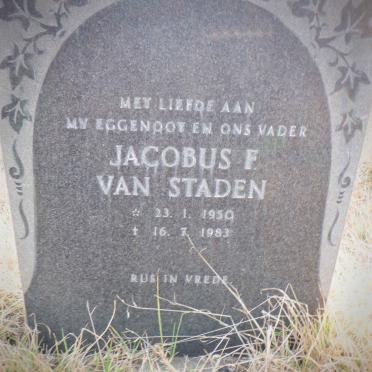 MET LIEFDE AAN
MY EGGENOOT EN ONS VADER
JACOBUS F
VAN STADEN
☆ 23. 1. 1950
✝ 16. 7. 1983
RUS IN VREDE